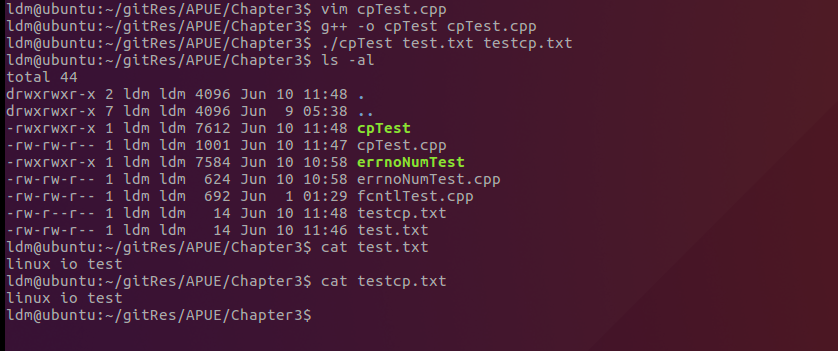 ldm@ubuntu:~/gitRes/APUE/Chapter3$ vim cpTest.cpp
ldm@ubuntu:~/gitRes/APUE/Chapter3$ g++ -o cpTest cpTest.cpp
ldm@ubuntu:~/gitRes/APUE/Chapter3$ ./cpTest test.txt testcp.txt
ldm@ubuntu:~/gitRes/APUE/Chapter3$ ls -al
total 44
drwxrwxr-x 2 ldm ldm 4096 Jun 10 11:48 .
drwxrwxr-x 7 ldm ldm 4096 Jun  9 05:38 ..
-rwxrwxr-x 1 ldm ldm 7612 Jun 10 11:48 cpTest
-rw-rw-r-- 1 ldm ldm 1001 Jun 10 11:47 cpTest.cpp
-rwxrwxr-x 1 ldm ldm 7584 Jun 10 10:58 errnoNumTest
-rw-rw-r-- 1 ldm ldm  624 Jun 10 10:58 errnoNumTest.cpp
-rw-rw-r-- 1 ldm ldm  692 Jun  1 01:29 fcntlTest.cpp
-rw-r--r-- 1 ldm ldm   14 Jun 10 11:48 testcp.txt
-rw-rw-r-- 1 ldm ldm   14 Jun 10 11:46 test.txt
ldm@ubuntu:~/gitRes/APUE/Chapter3$ cat test.txt
linux io test
ldm@ubuntu:~/gitRes/APUE/Chapter3$ cat testcp.txt
linux io test
ldm@ubuntu:~/gitRes/APUE/Chapter3$